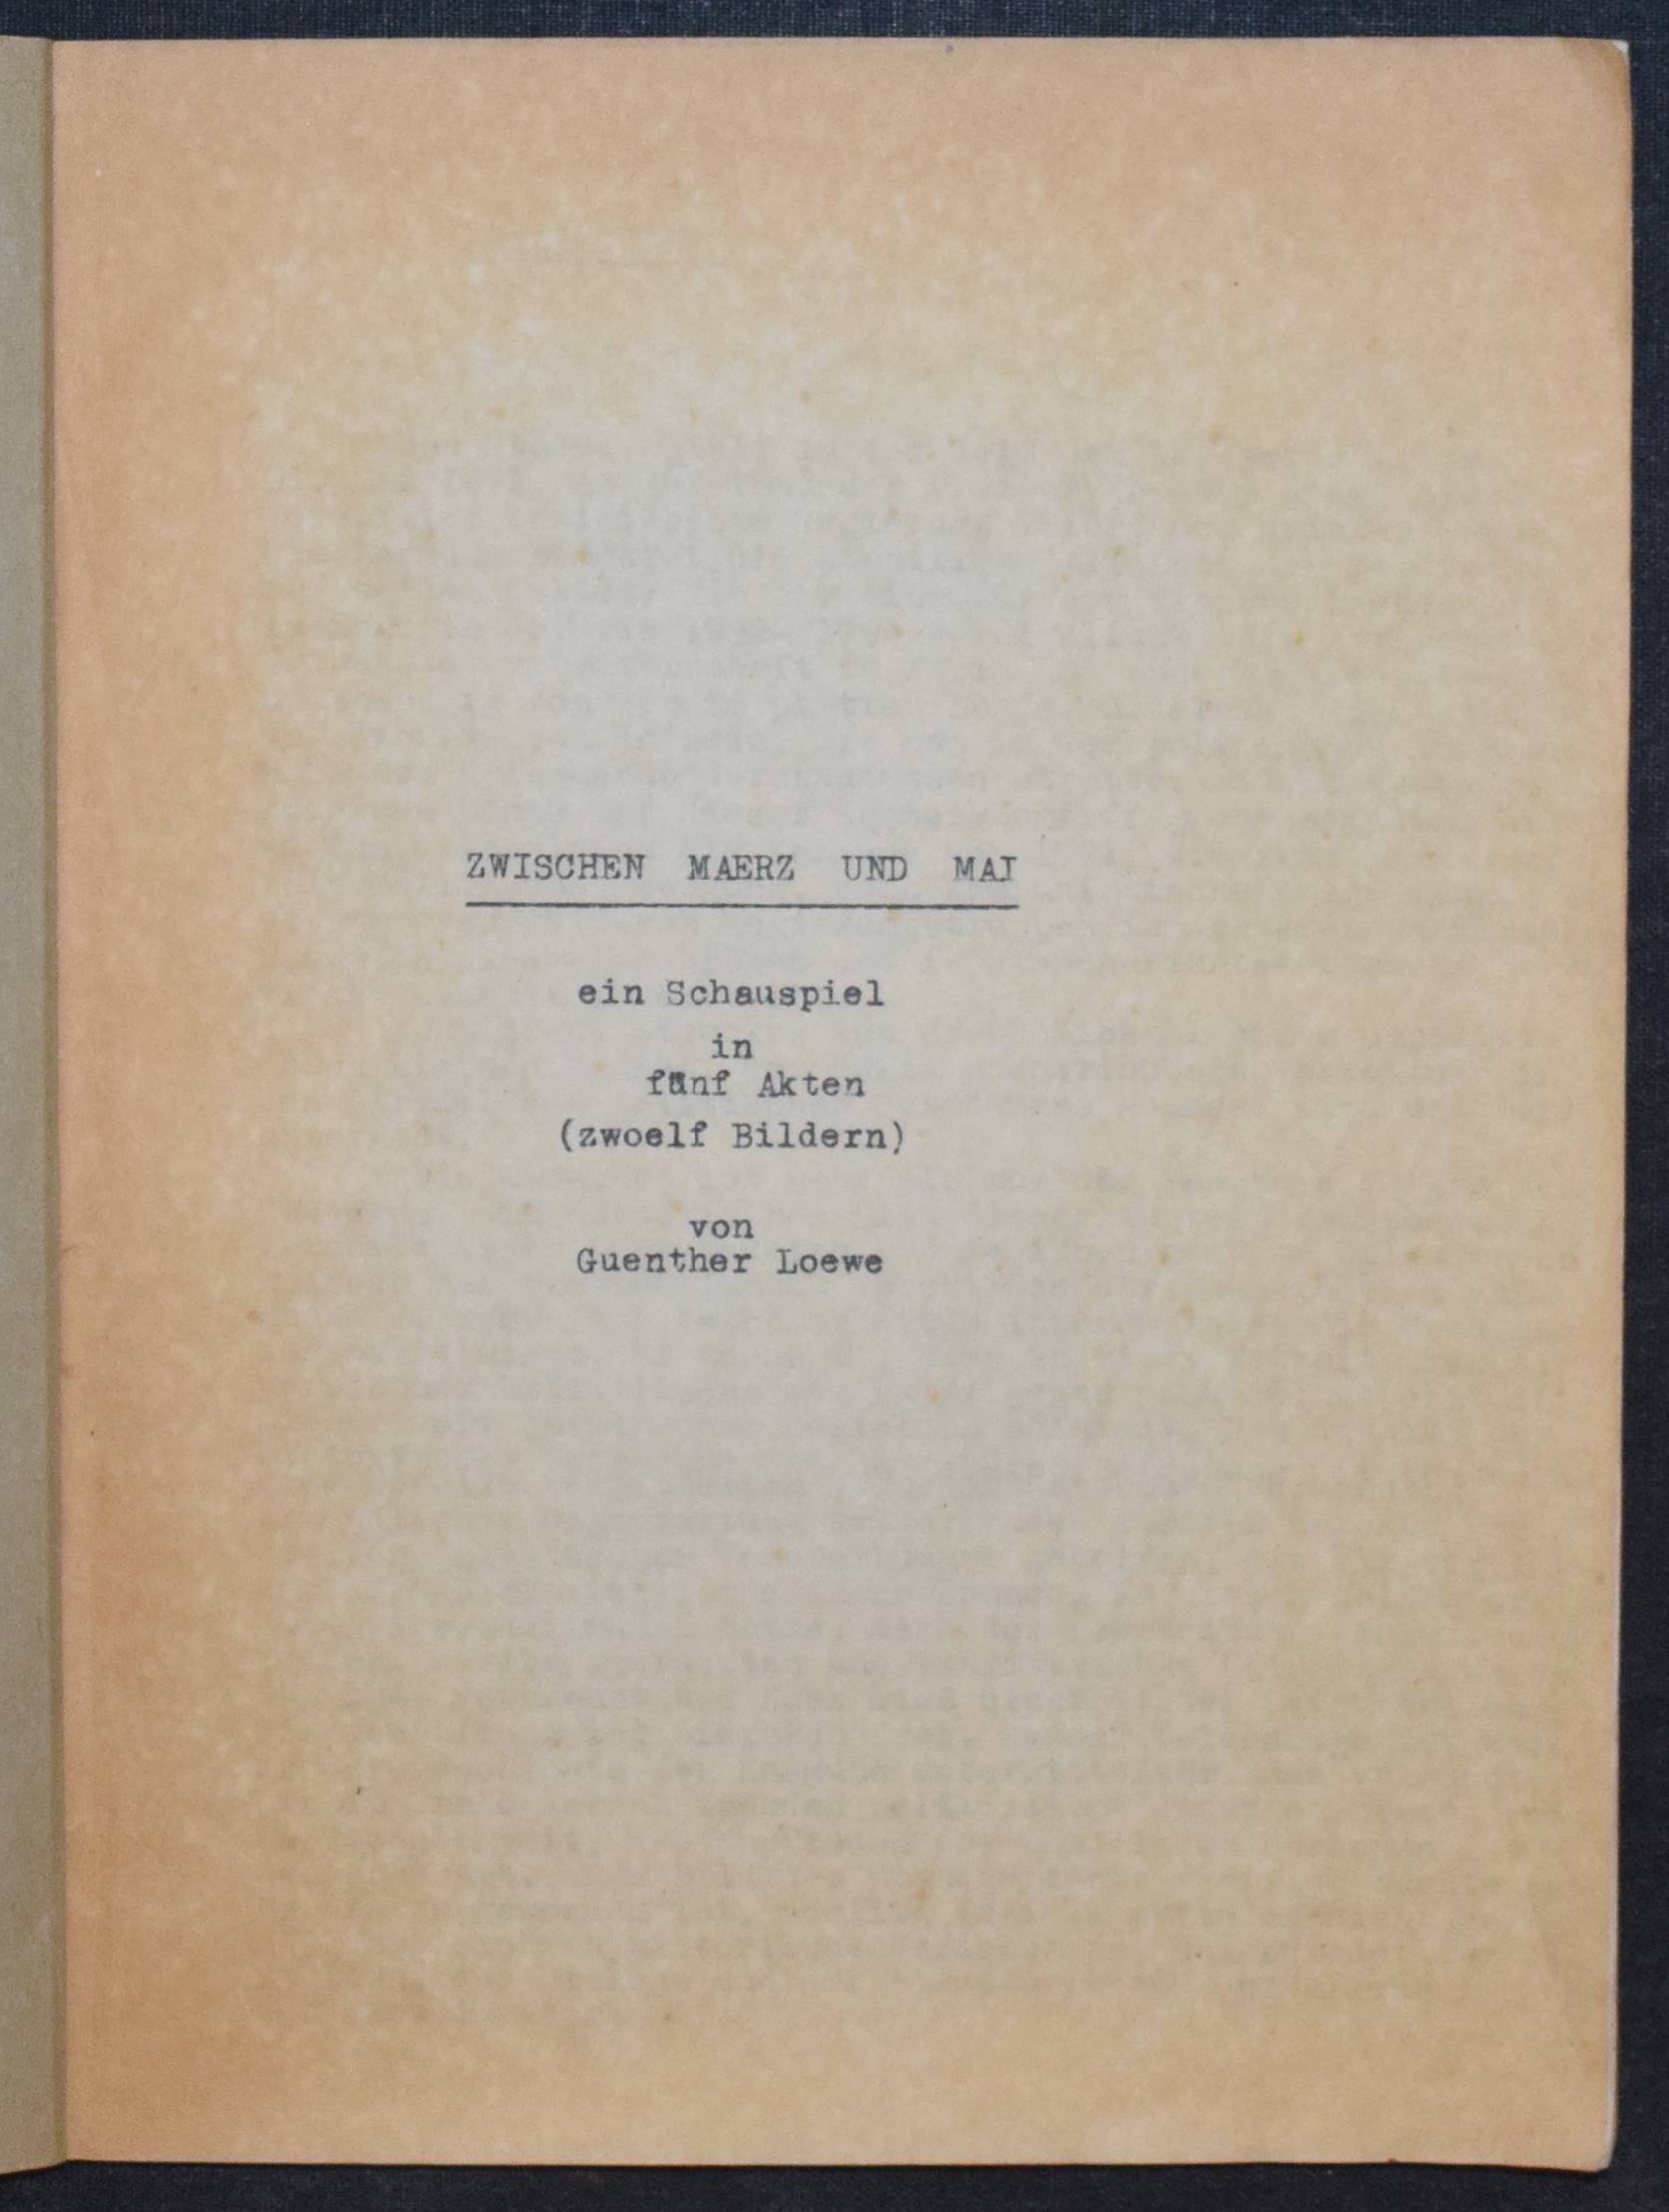 ZWISCHEN MAERZ UND MAI
ein Schauspiel
in
fünf Akten
(zwoelf Bildern)
von
Guenther Loewe